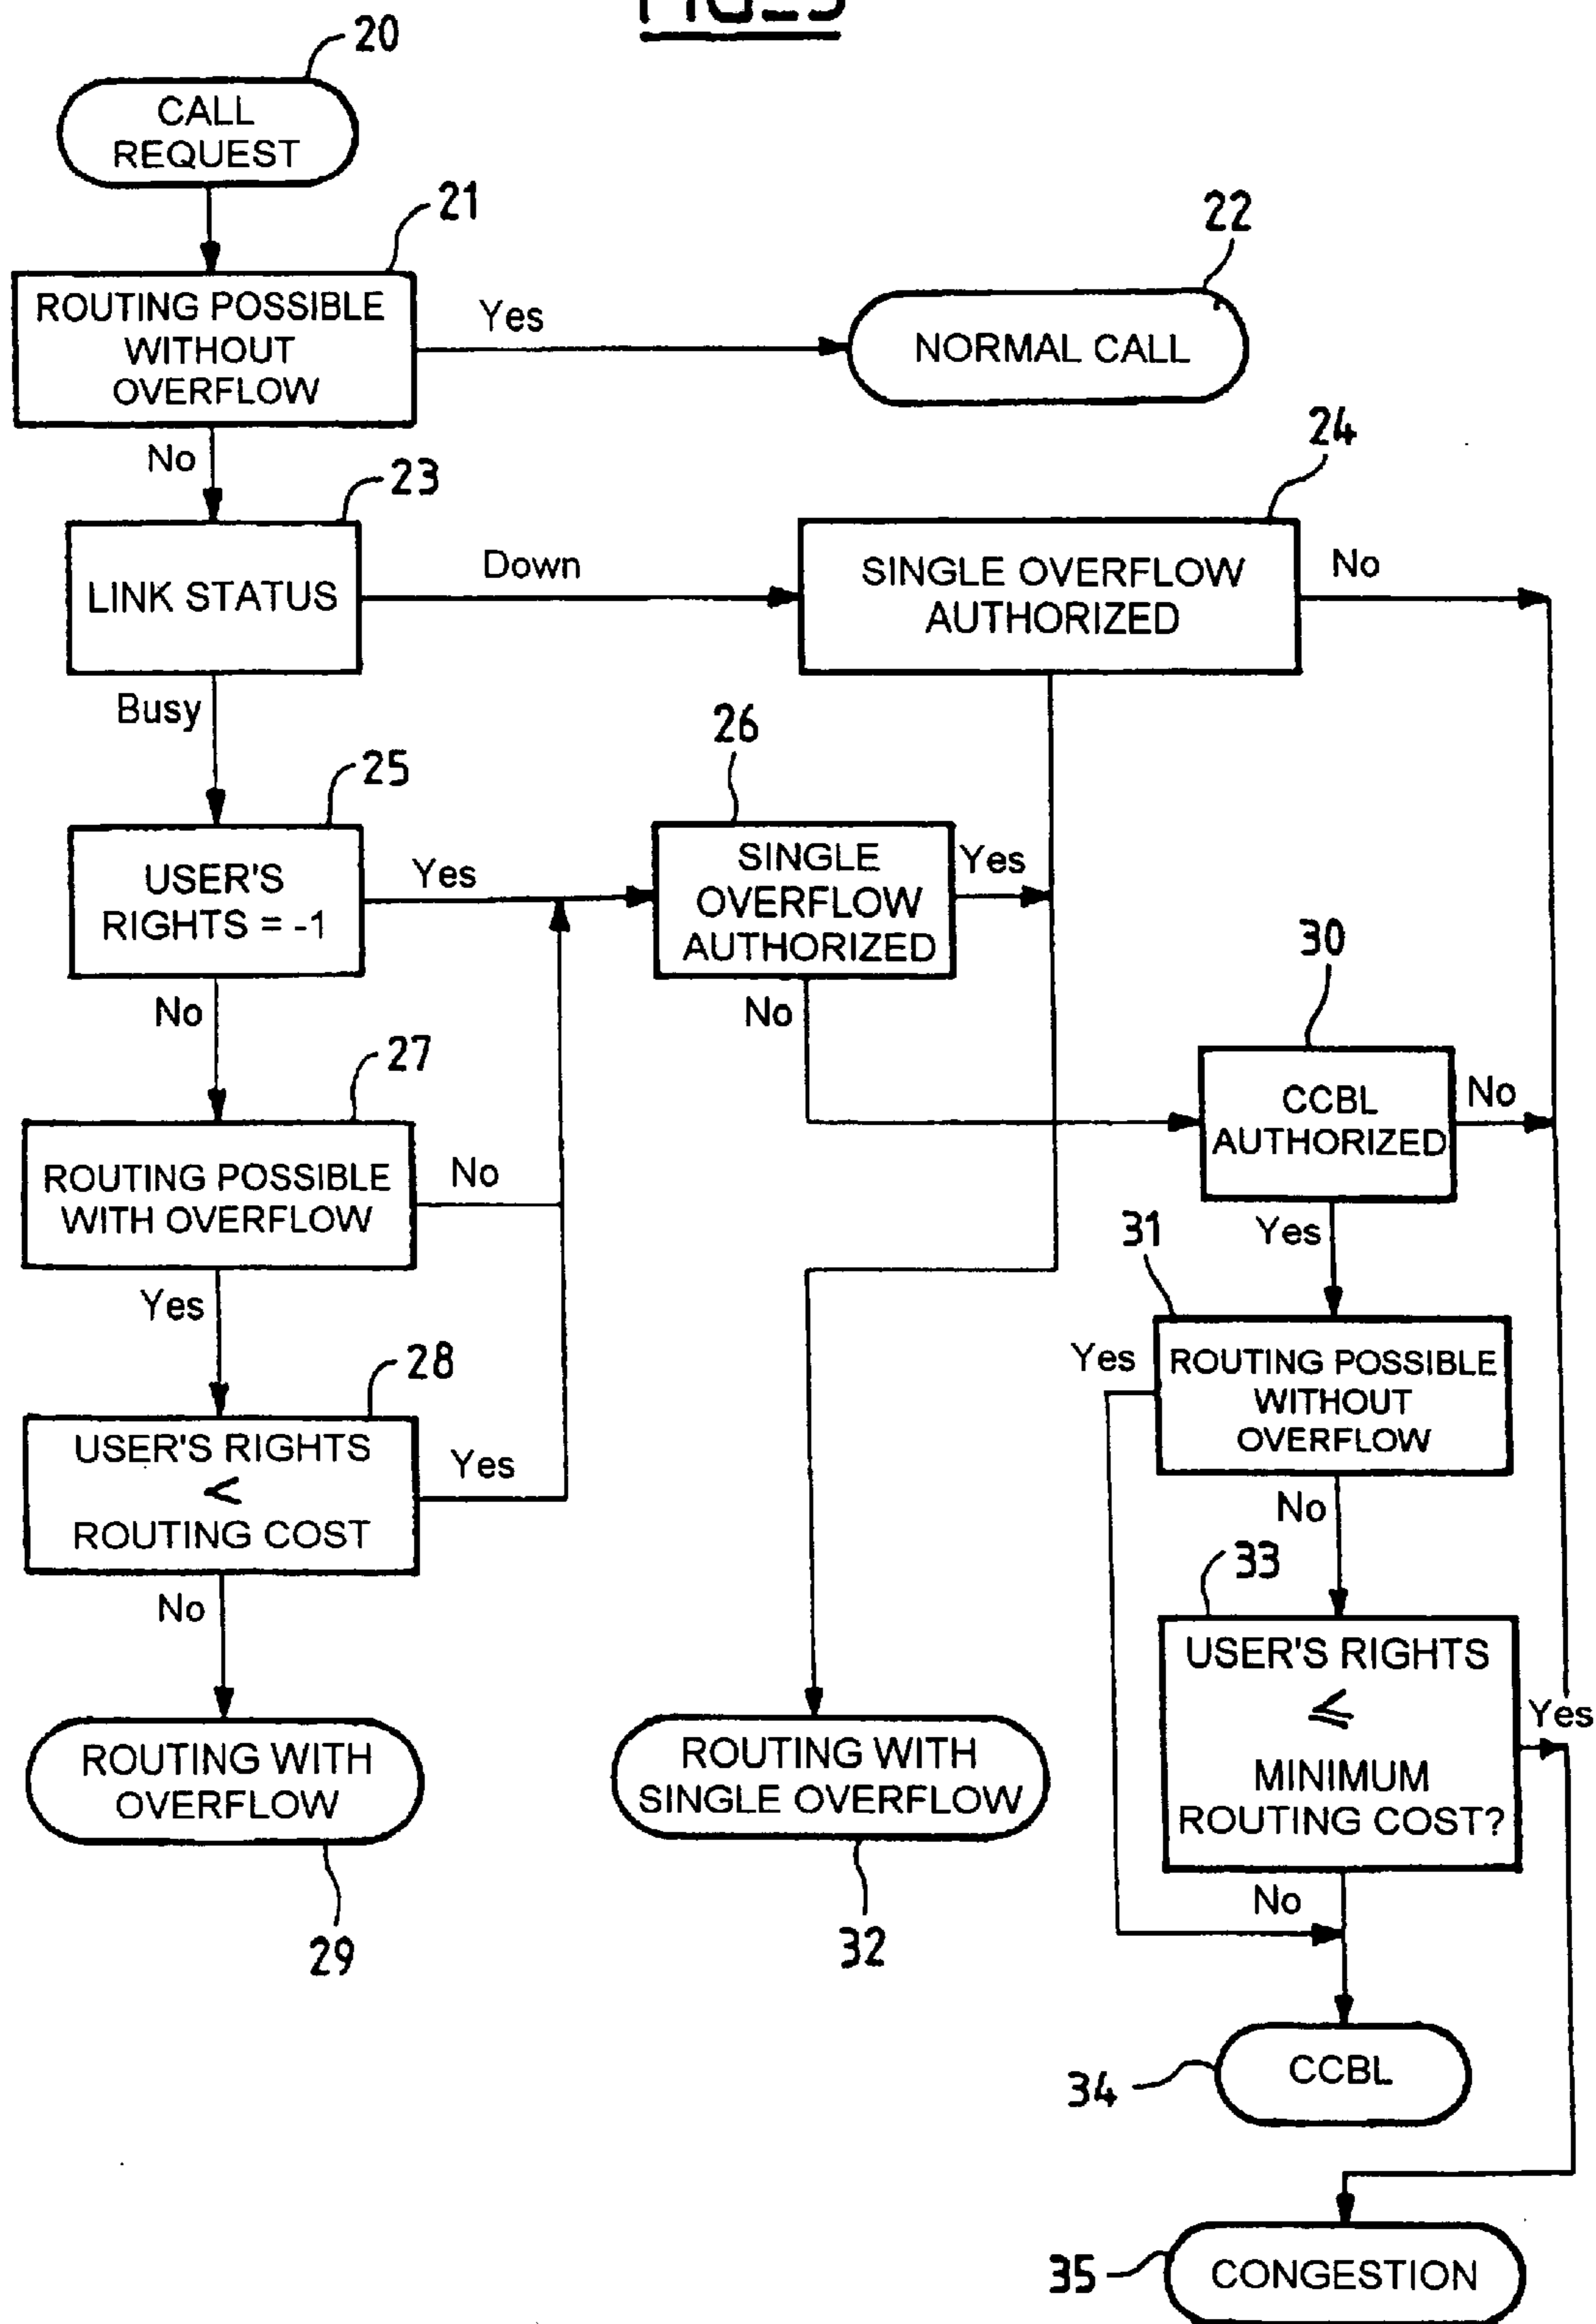 20
CALL
REQUEST
21
22
ROUTING POSSIBLE
WITHOUT
OVERFLOW
Yes
NORMAL CALL
No
23
24
LINK STATUS
Down
SINGLE OVERFLOW
AUTHORIZED
No
Busy
25
26
USER'S
RIGHTS = -1
Yes
SINGLE
OVERFLOW
AUTHORIZED
Yes
No
No
30
27
CCBL
AUTHORIZED
No
ROUTING POSSIBLE
WITH OVERFLOW
No
Yes
31
Yes
28
Yes
ROUTING POSSIBLE
WITHOUT
OVERFLOW
USER'S RIGHTS
<
ROUTING COST
Yes
No
33
No
USER'S RIGHTS
≤
MINIMUM
ROUTING COST?
Yes
ROUTING WITH
OVERFLOW
ROUTING WITH
SINGLE OVERFLOW
No
29
32
34
CCBL
35
CONGESTION